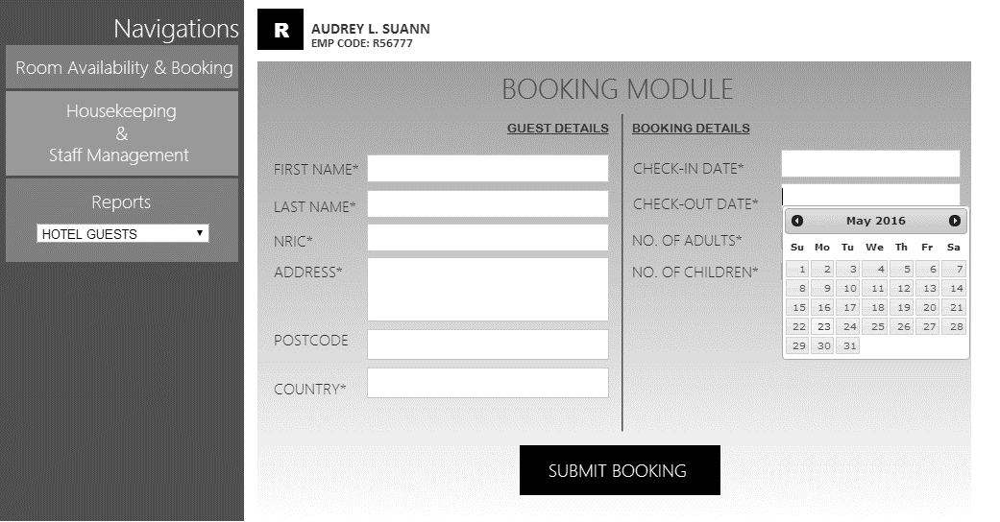 Navigations
Room Availability & Booking
Housekeeping
&
Staff Management
Reports
HOTEL GUESTS
R
AUDREY L. SUANN
EMP CODE: R56777
BOOKING MODULE
GUEST DETAILS
FIRST NAME*
LAST NAME*
NRIC*
ADDRESS*
POSTCODE
COUNTRY*
BOOKING DETAILS
CHECK-IN DATE*
CHECK-OUT DATE*
NO. OF ADULTS*
NO. OF CHILDREN*
May 2016
Su Mo Tu We Th Fr Sa
1 2 3 4 5 6 7
8 9 10 11 12 13 14
15 16 17 18 19 20 21
22 23 24 25 26 27 28
29 30 31
SUBMIT BOOKING